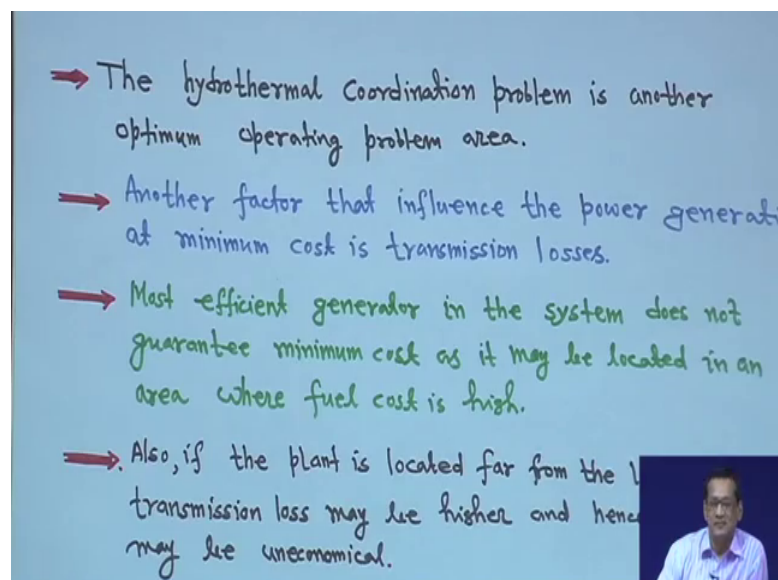 The hydrothermal coordination problem is another
optimum operating problem area.
Another factor that influence the power generati
at minimum cost is transmission losses.
Most efficient generator in the system does not
guarantee minimum cost as it may be located in an
area where fuel cost is high.
Also, if the plant is located far from the
transmission loss may be higher and henc
may be uneconomical.